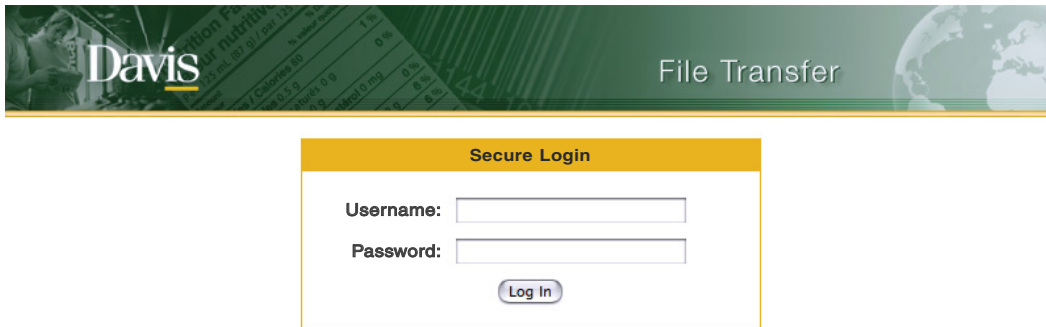 Davis
File Transfer
Secure Login
Username:
Password:
Log In